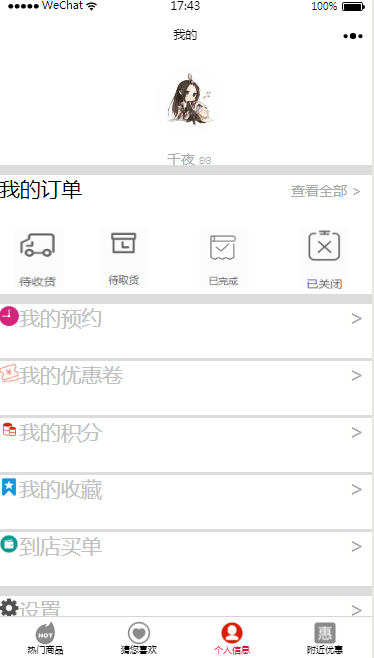 WeChat 17:43 100%
我的
千夜
我的订单 查看全部 >
待收货 待取货 已完成 已关闭
我的预约 >
我的优惠卷 >
我的积分 >
我的收藏 >
到店买单 >
设置 >
HOT 惠
热门商品 猜您喜欢 个人信息 附近优惠